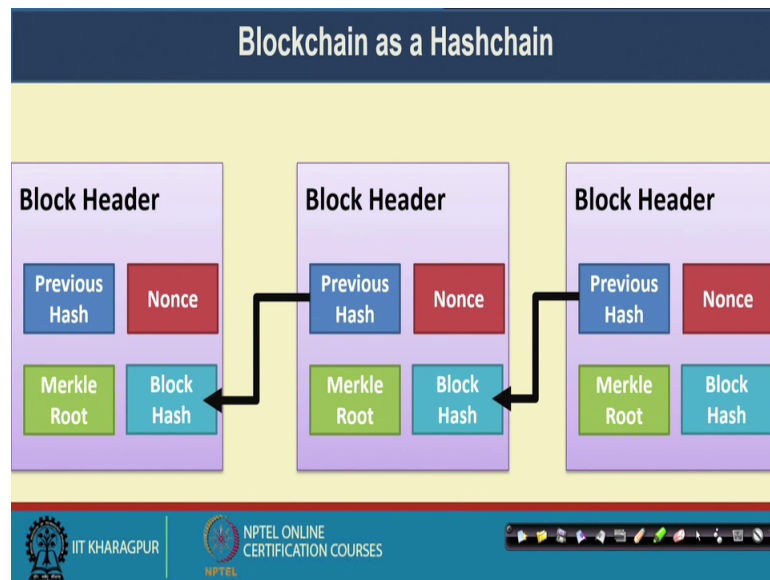 Blockchain as a Hashchain
Block Header
Previous
Hash
Nonce
Merkle
Root
Block
Hash
Block Header
Previous
Hash
Nonce
Merkle
Root
Block
Hash
Block Header
Previous
Hash
Nonce
Merkle
Root
Block
Hash
IIT KHARAGPUR
NPTEL
NPTEL ONLINE
CERTIFICATION COURSES